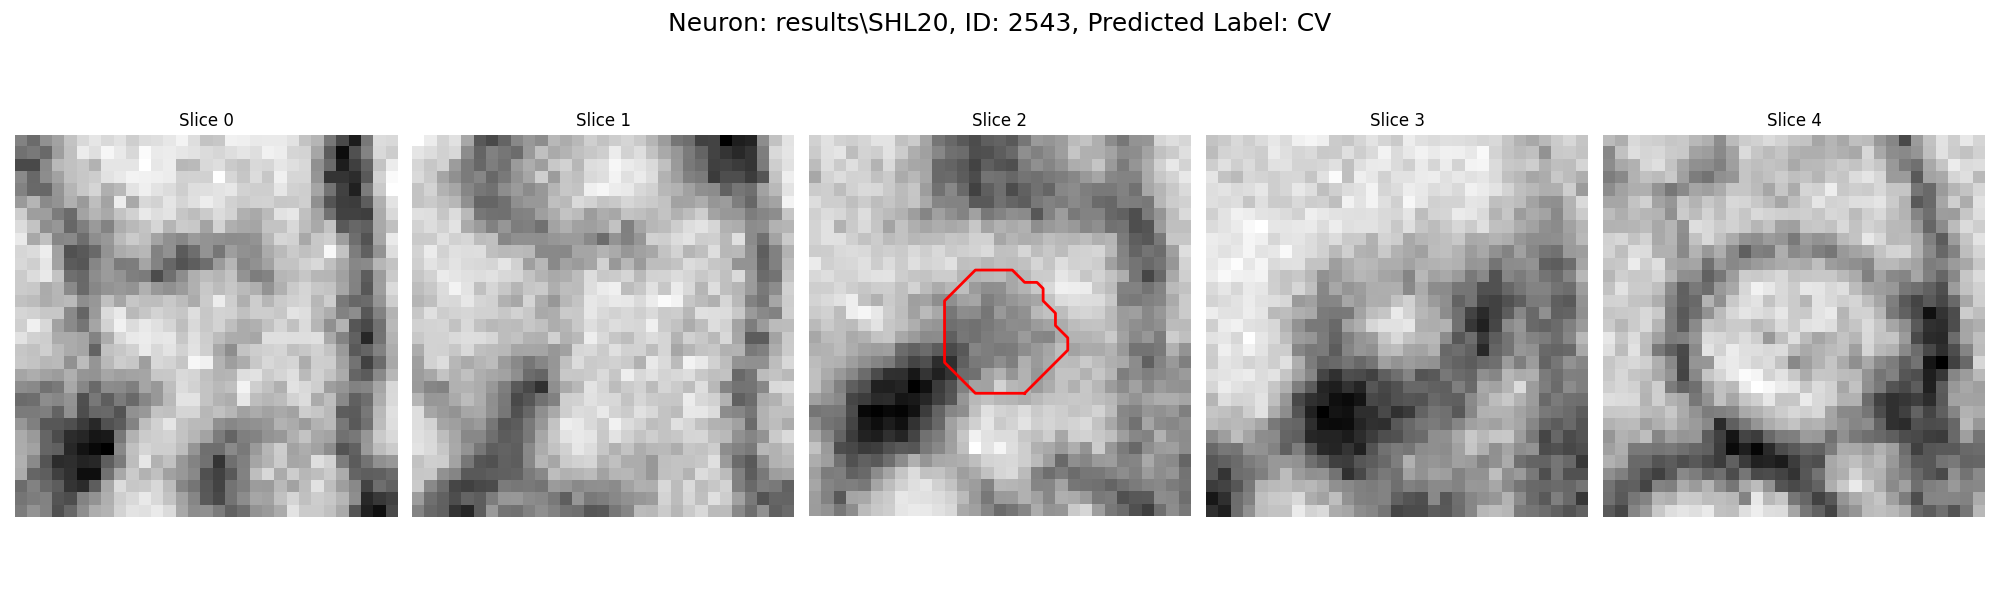 Neuron: results\SHL20, ID: 2543, Predicted Label: CV
Slice 0
Slice 1
Slice 2
Slice 3
Slice 4